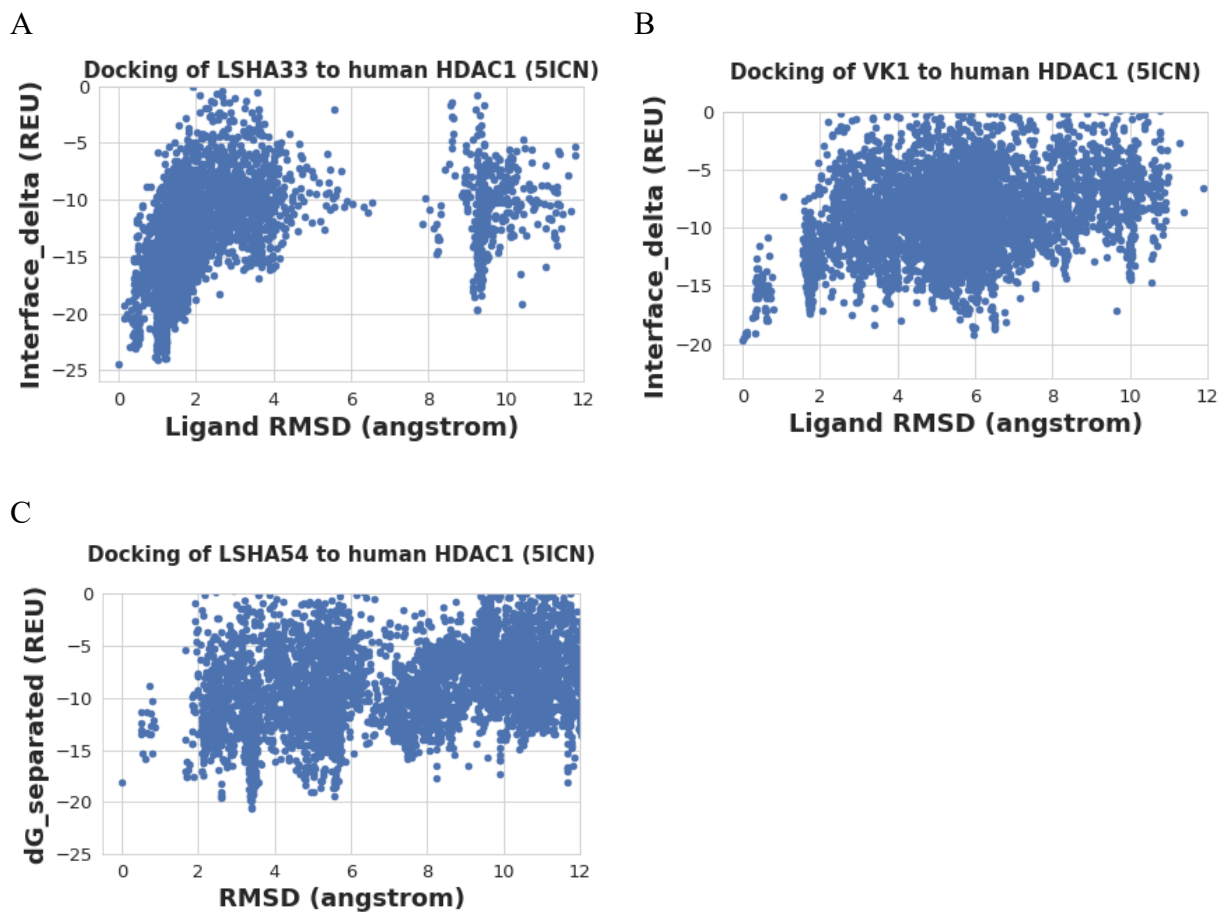 A
B
Docking of LSHA33 to human HDAC1 (5ICN)
Interface_delta (REU)
0
−5
−10
−15
−20
−25
0 2 4 6 8 10 12
Ligand RMSD (angstrom)
Docking of VK1 to human HDAC1 (5ICN)
Interface_delta (REU)
0
−5
−10
−15
−20
0 2 4 6 8 10 12
Ligand RMSD (angstrom)
C
Docking of LSHA54 to human HDAC1 (5ICN)
dG_separated (REU)
0
−5
−10
−15
−20
−25
0 2 4 6 8 10 12
RMSD (angstrom)